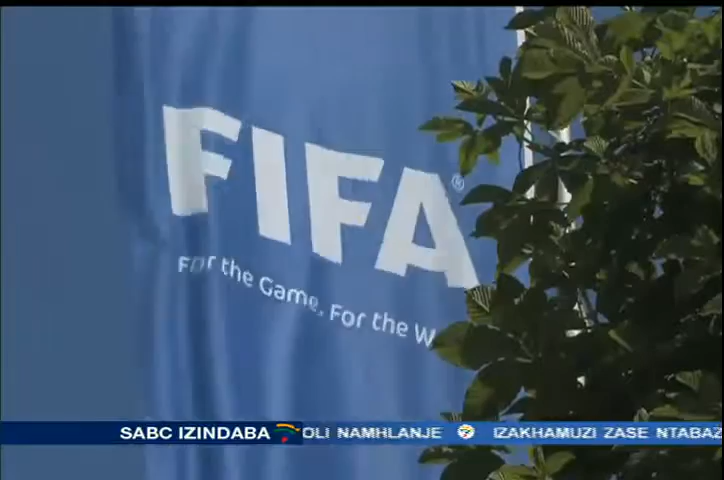 FIFA®
For the Game. For the W
SABC IZINDABA OLI NAMHLANJE IZAKHAMUZI ZASE NTABAZ